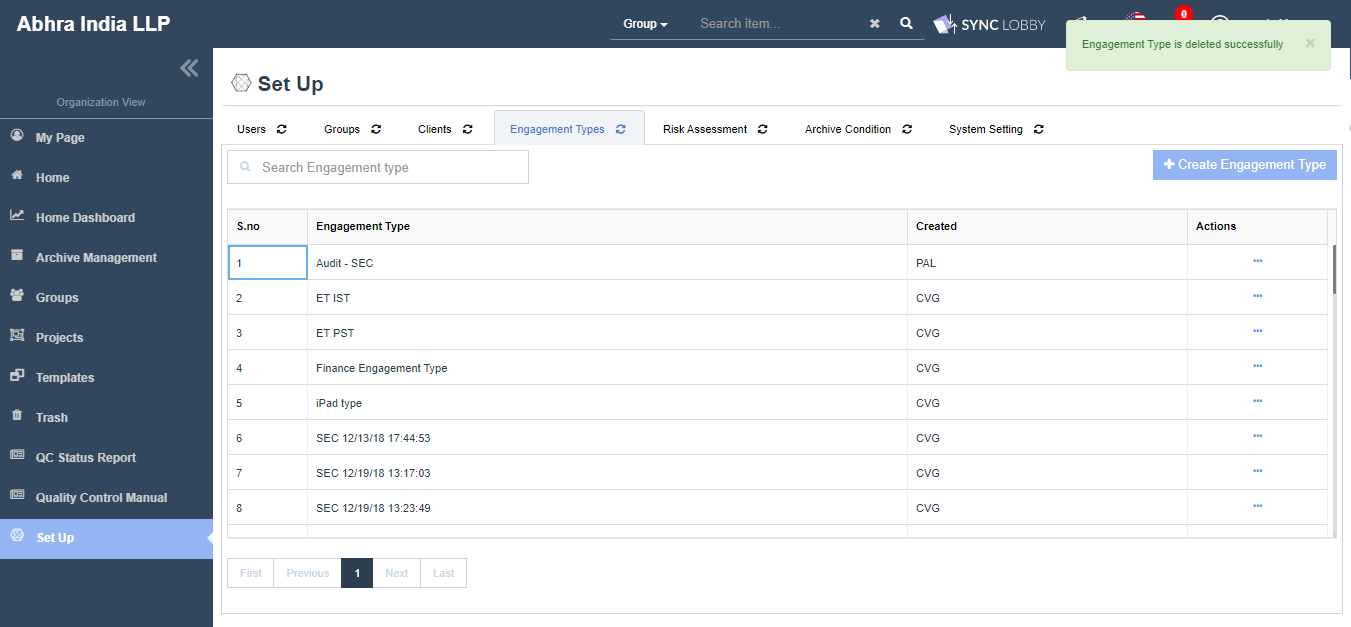 Abhra India LLP
Group
Search item...
SYNC LOBBY
0
Engagement Type is deleted successfully
Organization View
My Page
Home
Home Dashboard
Archive Management
Groups
Projects
Templates
Trash
QC Status Report
Quality Control Manual
Set Up
Set Up
Users
Groups
Clients
Engagement Types
Risk Assessment
Archive Condition
System Setting
Search Engagement type
Create Engagement Type
S.no Engagement Type Created Actions
1 Audit - SEC PAL
2 ET IST CVG
3 ET PST CVG
4 Finance Engagement Type CVG
5 iPad type CVG
6 SEC 12/13/18 17:44:53 CVG
7 SEC 12/19/18 13:17:03 CVG
8 SEC 12/19/18 13:23:49 CVG
First Previous 1 Next Last